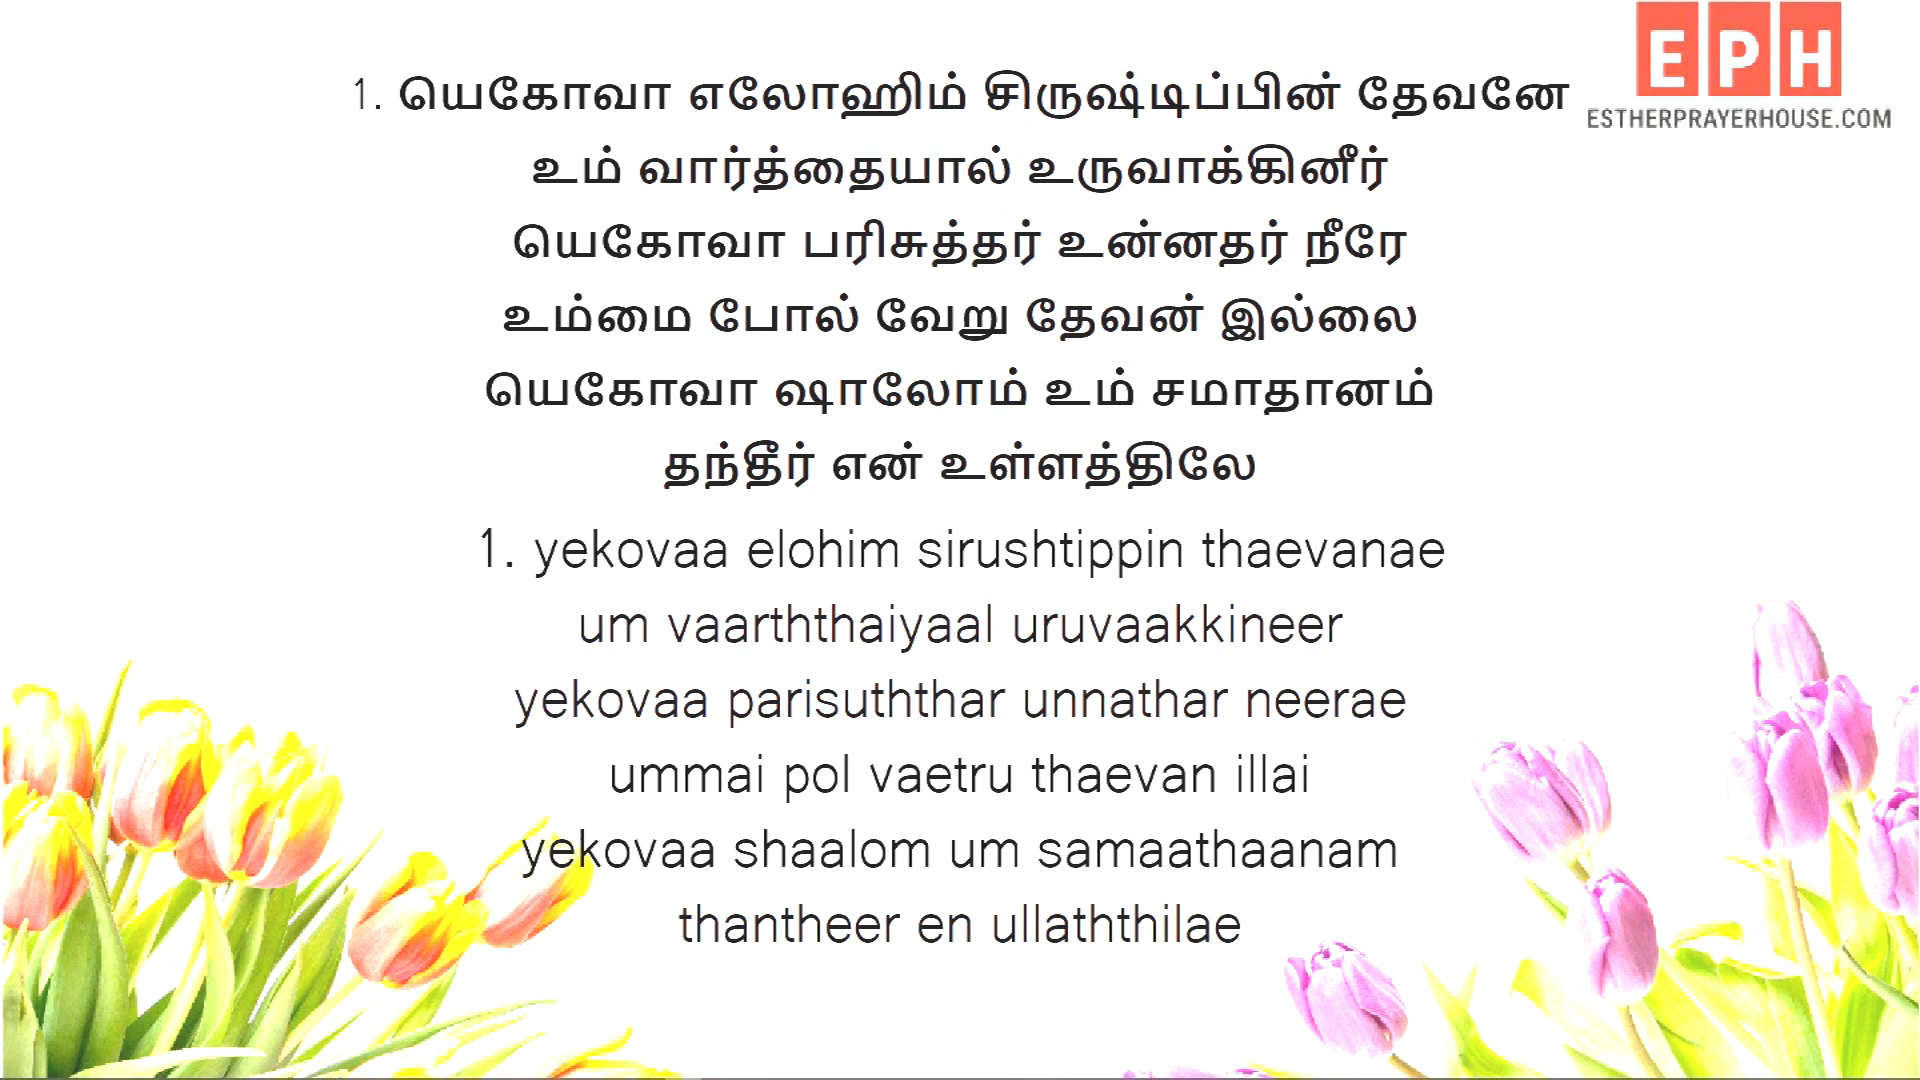 EPH
ESTHERPRAYERHOUSE.COM
1. யெகோவா எலோஹிம் சிருஷ்டிப்பின் தேவனே
உம் வார்த்தையால் உருவாக்கினீர்
யெகோவா பரிசுத்தர் உன்னதர் நீரே
உம்மை போல் வேறு தேவன் இல்லை
யெகோவா ஷாலோம் உம் சமாதானம்
தந்தீர் என் உள்ளத்திலே
1. yekovaa elohim sirushtippin thaevanae
um vaarththaiyaal uruvaakkineer
yekovaa parisuththar unnathar neerae
ummai pol vaetru thaevan illai
yekovaa shaalom um samaathaanam
thantheer en ullaththilae